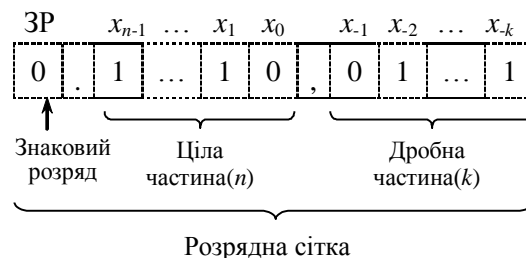 ЗР xn-1 … x1 x0 x-1 x-2 … x-k
0 . 1 … 1 0 , 0 1 … 1
Знаковий розряд
Ціла частина(n)
Дробна частина(k)
Розрядна сітка